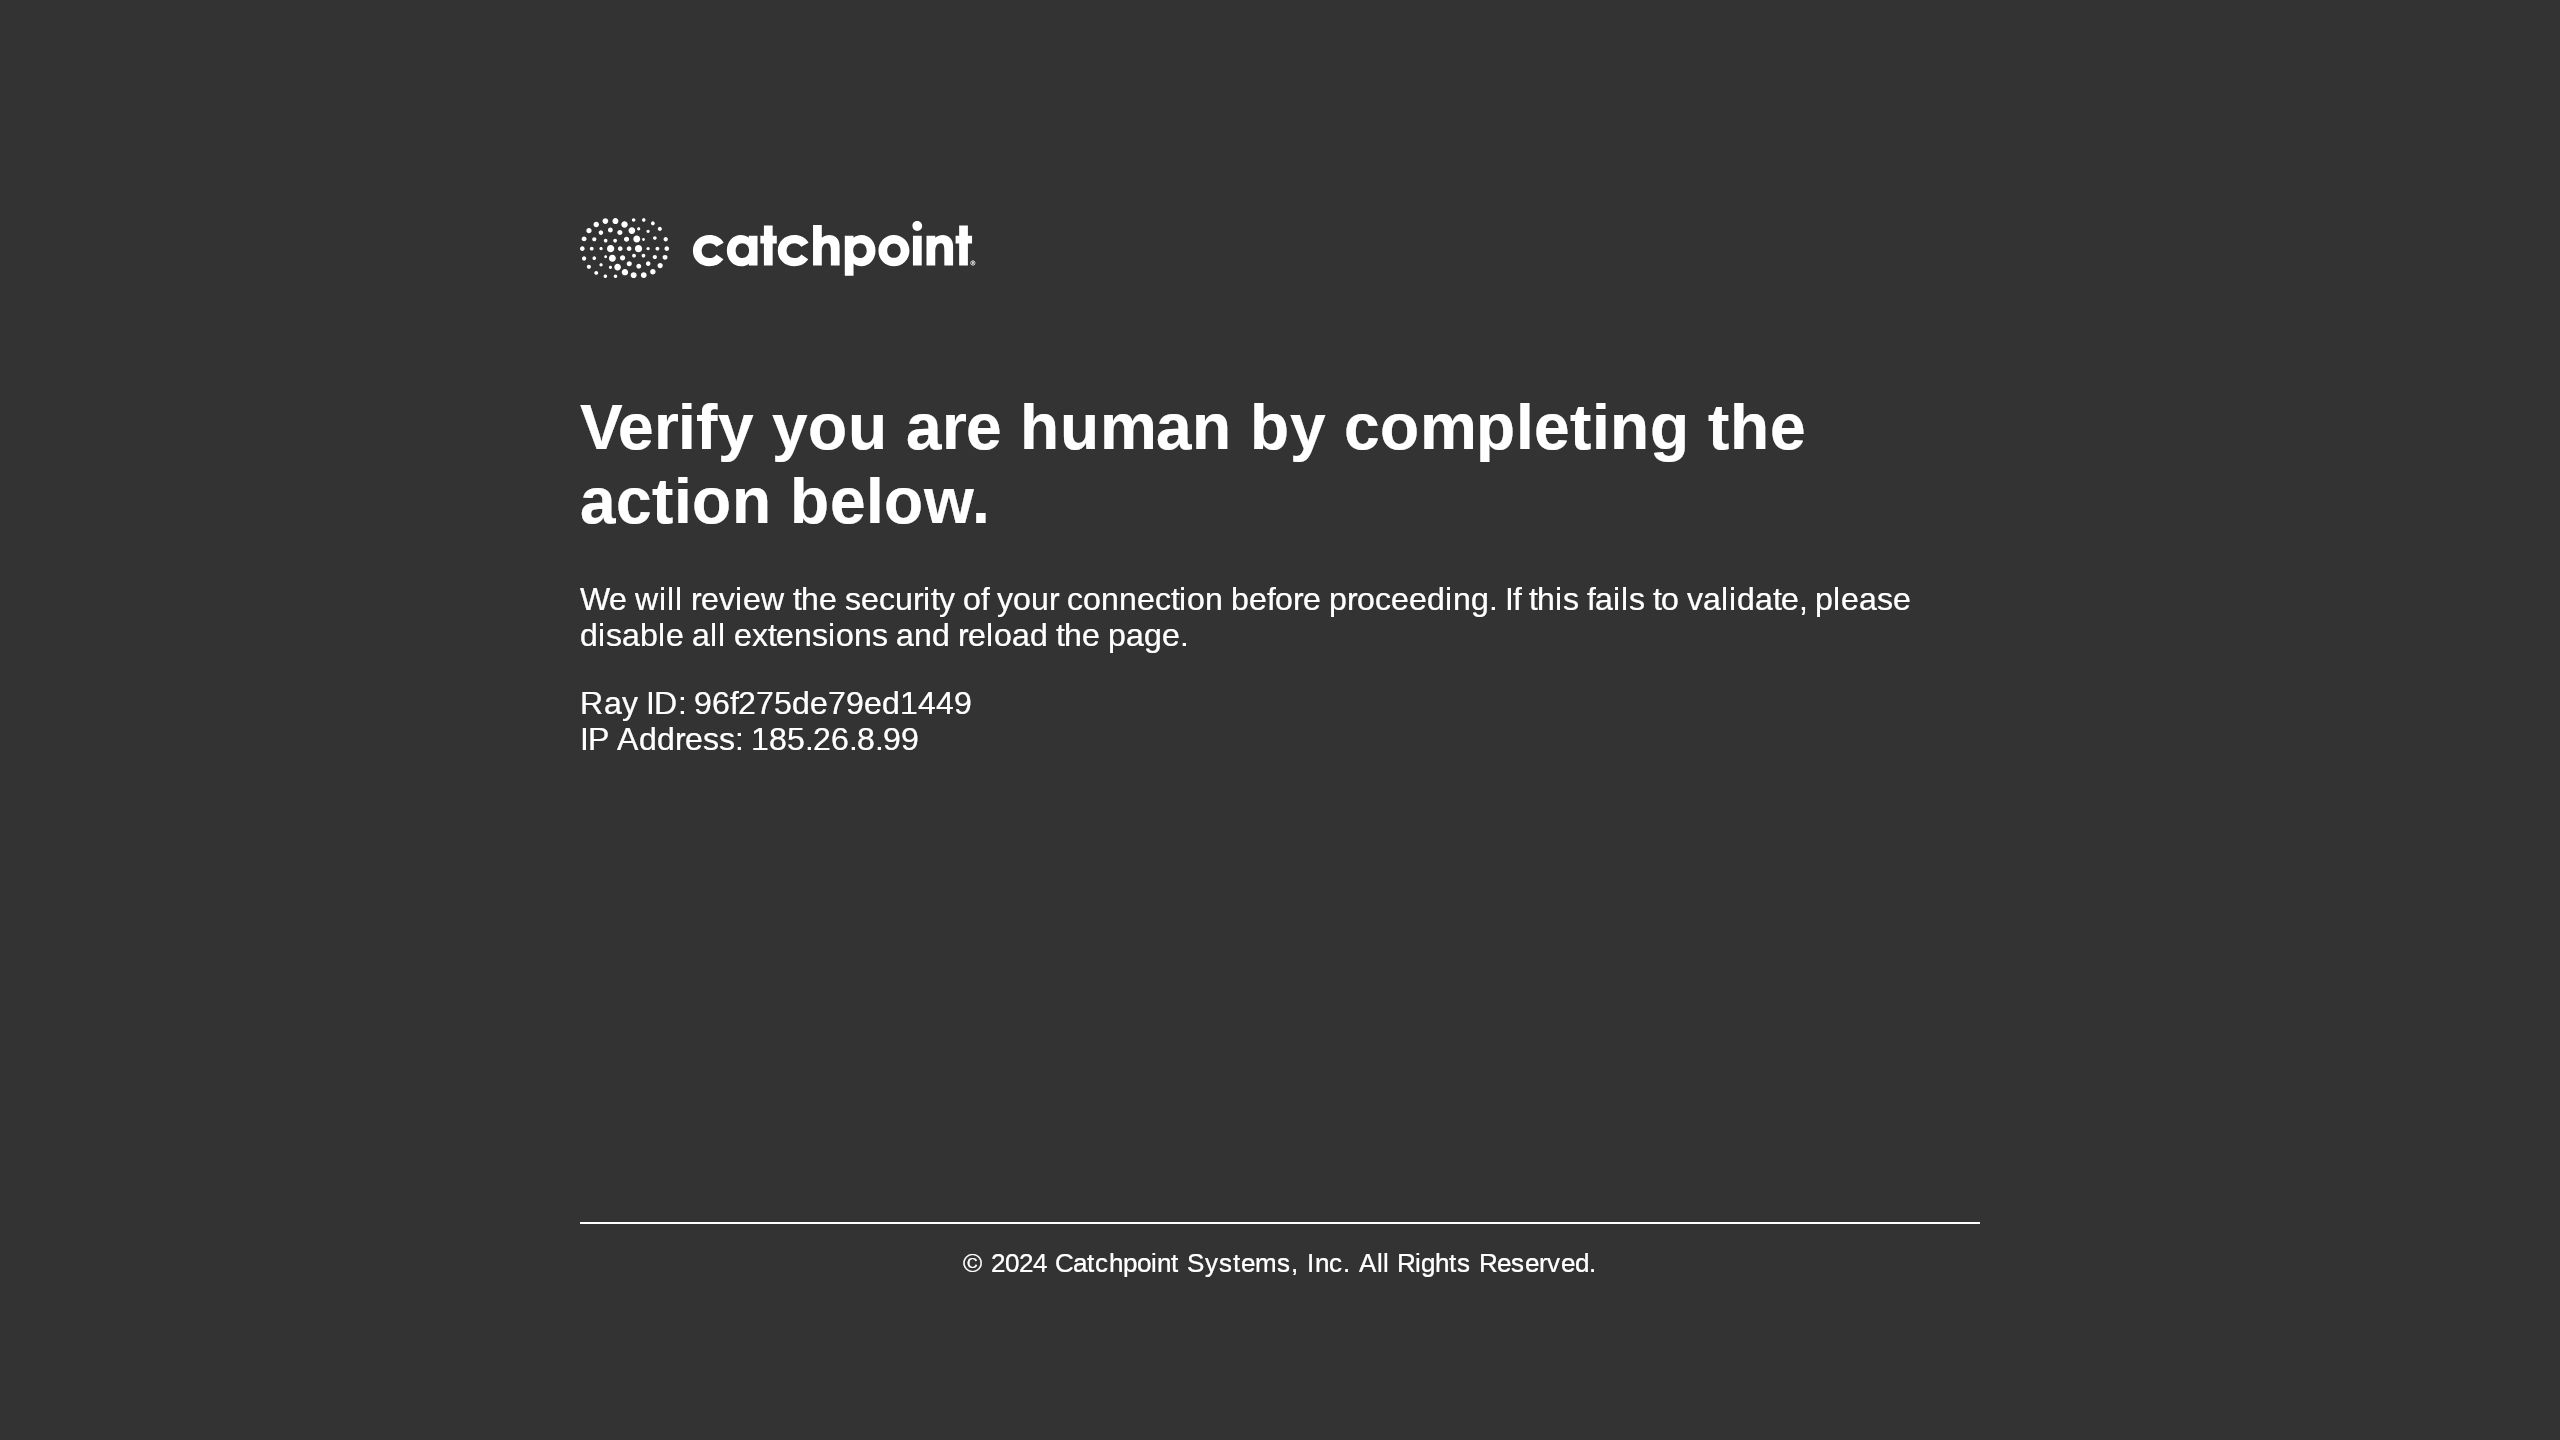 catchpoint®
Verify you are human by completing the
action below.
We will review the security of your connection before proceeding. If this fails to validate, please
disable all extensions and reload the page.
Ray ID: 96f275de79ed1449
IP Address: 185.26.8.99
© 2024 Catchpoint Systems, Inc. All Rights Reserved.